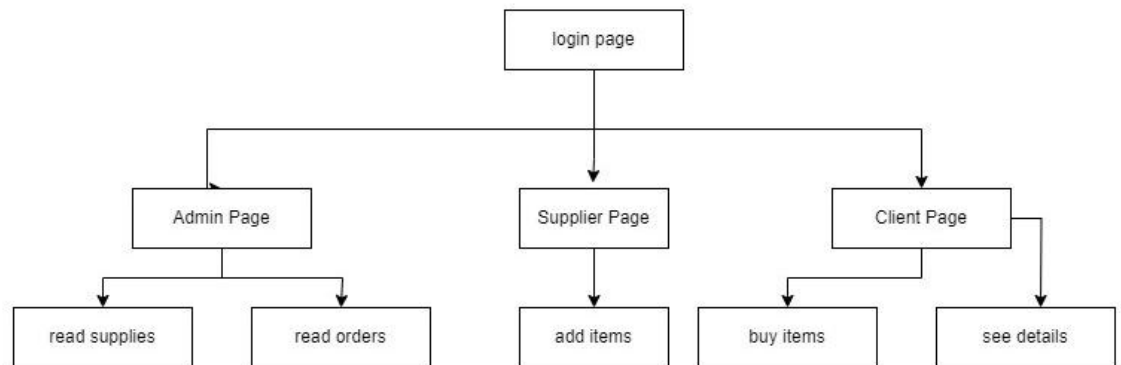 login page
Admin Page
Supplier Page
Client Page
read supplies
read orders
add items
buy items
see details